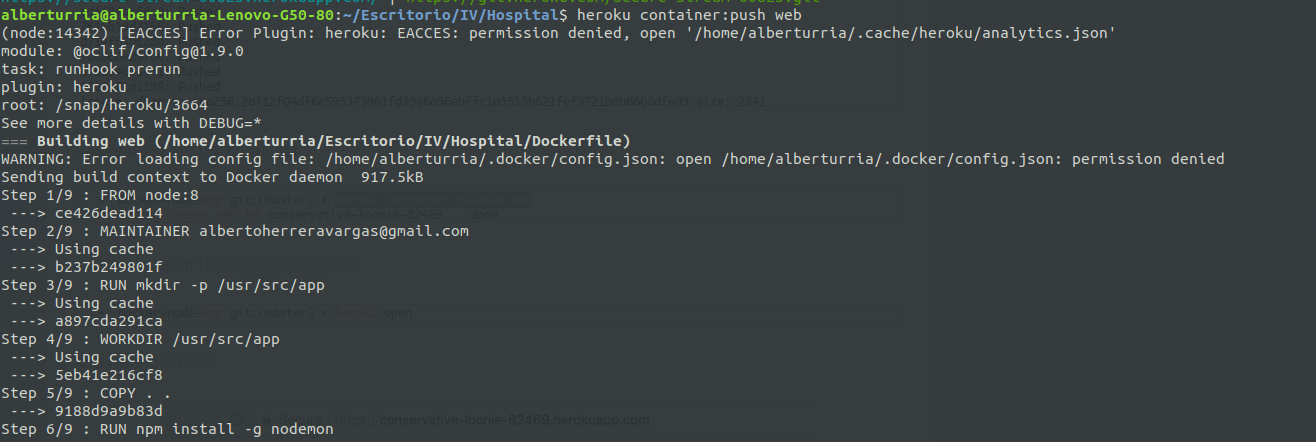 alberturria@alberturria-Lenovo-G50-80:~/Escritorio/IV/Hospital$ heroku container:push web
(node:14342) [EACCES] Error Plugin: heroku: EACCES: permission denied, open '/home/alberturria/.cache/heroku/analytics.json'
module: @oclif/config@1.9.0
task: runHook prerun
plugin: heroku
root: /snap/heroku/3664
See more details with DEBUG=*
=== Building web (/home/alberturria/Escritorio/IV/Hospital/Dockerfile)
WARNING: Error loading config file: /home/alberturria/.docker/config.json: open /home/alberturria/.docker/config.json: permission denied
Sending build context to Docker daemon  917.5kB
Step 1/9 : FROM node:8
 ---> ce426dead114
Step 2/9 : MAINTAINER albertoherreravargas@gmail.com
 ---> Using cache
 ---> b237b249801f
Step 3/9 : RUN mkdir -p /usr/src/app
 ---> Using cache
 ---> a897cda291ca
Step 4/9 : WORKDIR /usr/src/app
 ---> Using cache
 ---> 5eb41e216cf8
Step 5/9 : COPY . .
 ---> 9188d9a9b83d
Step 6/9 : RUN npm install -g nodemon